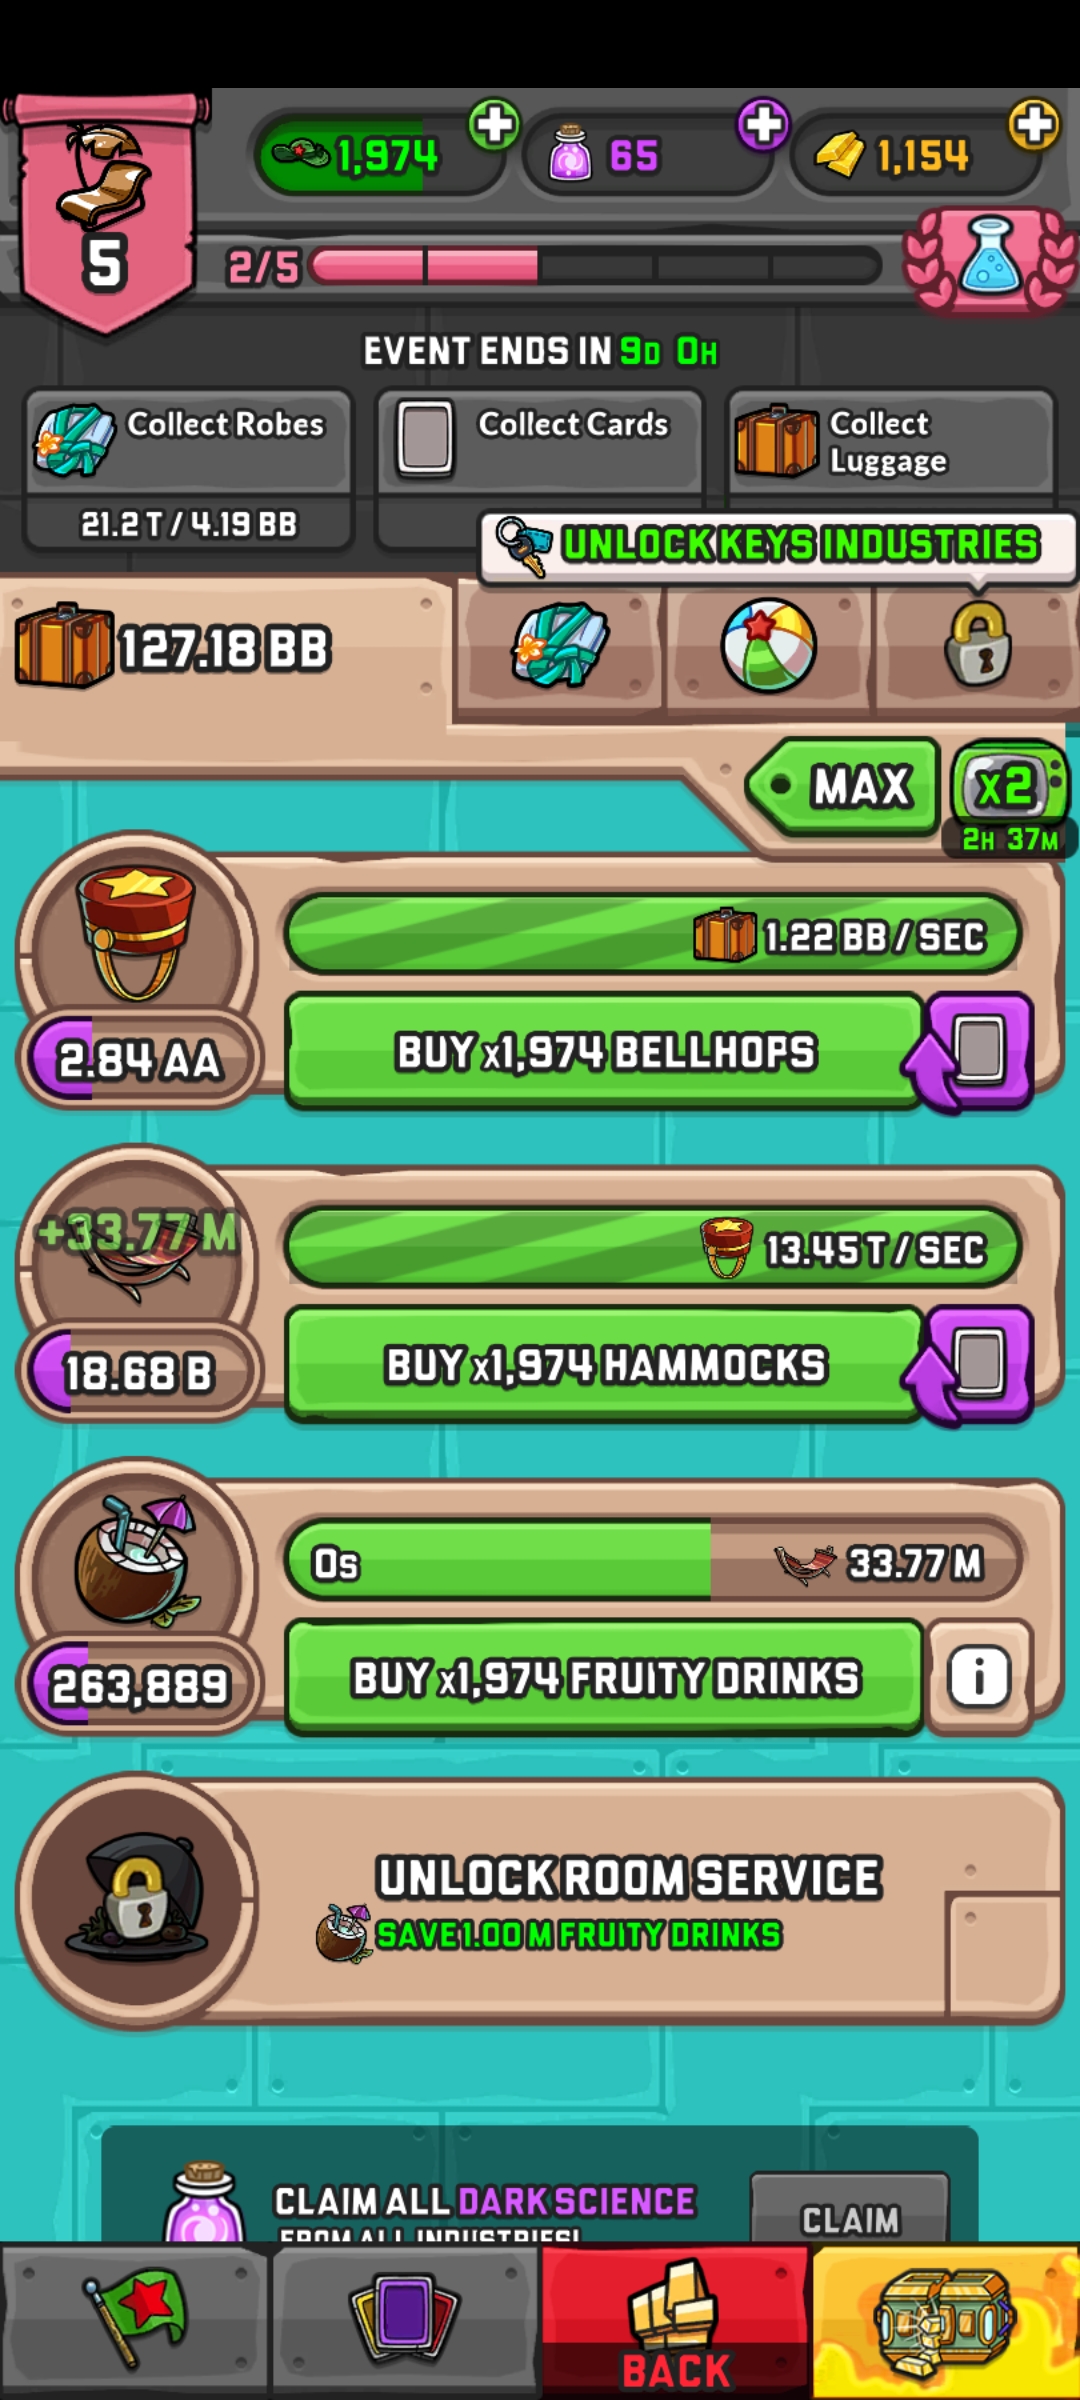 1,974
65
1,154
5
2/5
EVENT ENDS IN 9D 0H
Collect Robes
Collect Cards
Collect
Luggage
21.2 T / 4.19 BB
UNLOCK KEYS INDUSTRIES
127.18 BB
MAX
x2
2H 37M
1.22 BB / SEC
2.84 AA
BUY x1,974 BELLHOPS
+33.77 M
13.45 T / SEC
18.68 B
BUY x1,974 HAMMOCKS
0s
33.77 M
263,889
BUY x1,974 FRUITY DRINKS
i
UNLOCK ROOM SERVICE
SAVE 1.00 M FRUITY DRINKS
CLAIM ALL DARK SCIENCE
FROM ALL INDUSTRIES!
CLAIM
BACK